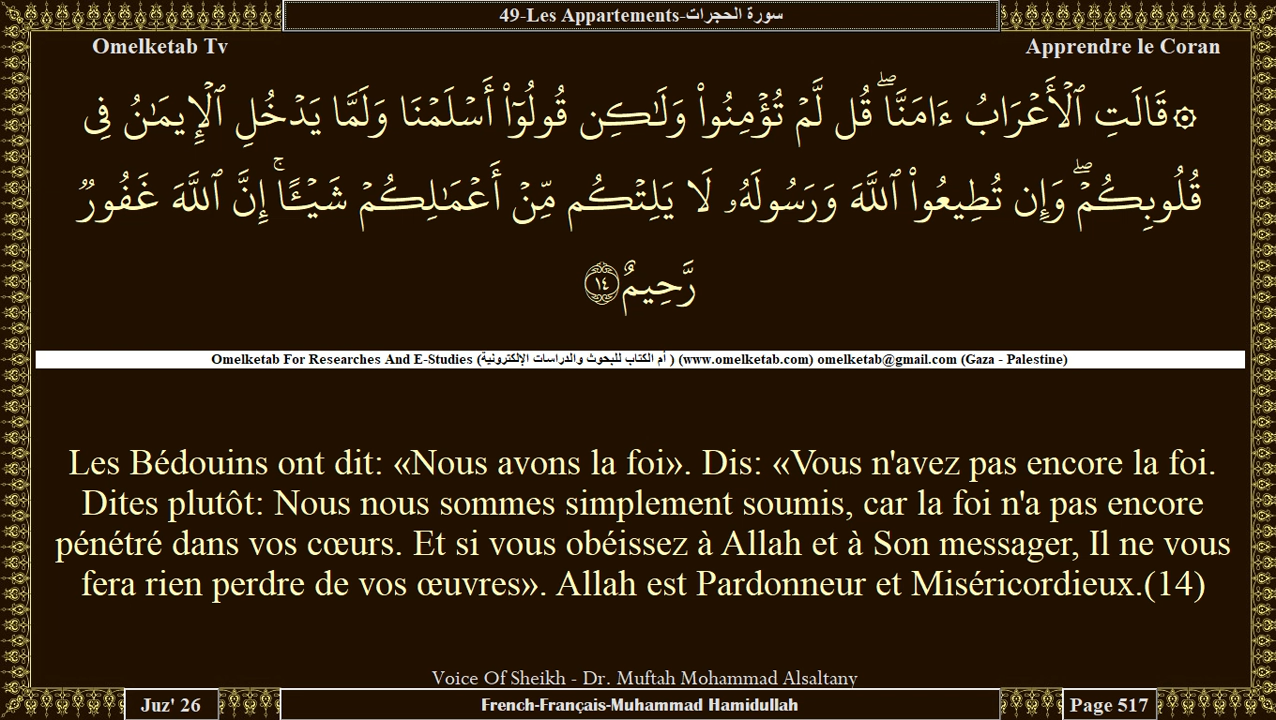 49-Les Appartements-سورة الحجرات
Omelketab Tv
Apprendre le Coran
۞ قَالَتِ ٱلۡأَعۡرَابُ ءَامَنَّاۖ قُل لَّمۡ تُؤۡمِنُواْ وَلَٰكِن قُولُوٓاْ أَسۡلَمۡنَا وَلَمَّا يَدۡخُلِ ٱلۡإِيمَٰنُ فِي
قُلُوبِكُمۡۖ وَإِن تُطِيعُواْ ٱللَّهَ وَرَسُولَهُۥ لَا يَلِتۡكُم مِّنۡ أَعۡمَٰلِكُمۡ شَيۡـًٔاۚ إِنَّ ٱللَّهَ غَفُورٞ
رَّحِيمٌ ١٤
Omelketab For Researches And E-Studies (أم الكتاب للبحوث والدراسات الإلكترونية ) (www.omelketab.com) omelketab@gmail.com (Gaza - Palestine)
Les Bédouins ont dit: «Nous avons la foi». Dis: «Vous n'avez pas encore la foi.
Dites plutôt: Nous nous sommes simplement soumis, car la foi n'a pas encore
pénétré dans vos cœurs. Et si vous obéissez à Allah et à Son messager, Il ne vous
fera rien perdre de vos œuvres». Allah est Pardonneur et Miséricordieux.(14)
Voice Of Sheikh - Dr. Muftah Mohammad Alsaltany
Juz' 26
French-Français-Muhammad Hamidullah
Page 517